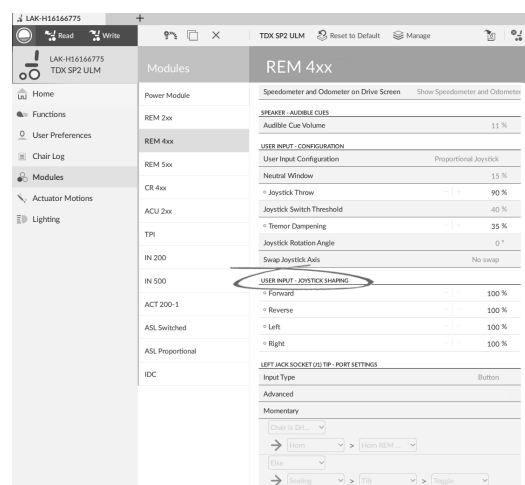 LAK-H16166775
Read
Write
TDX SP2 ULM
Reset to Default
Manage
LAK-H16166775
TDX SP2 ULM
Modules
REM 4xx
Home
Functions
User Preferences
Chair Log
Modules
Actuator Motions
Lighting
Power Module
REM 2xx
REM 4xx
REM 5xx
CR 4xx
ACU 2xx
TPI
IN 200
IN 500
ACT 200-1
ASL Switched
ASL Proportional
IDC
Speedometer and Odometer on Drive Screen Show Speedometer and Odometer
SPEAKER - AUDIBLE CUES
Audible Cue Volume 11 %
USER INPUT - CONFIGURATION
User Input Configuration Proportional Joystick
Neutral Window 15 %
Joystick Throw 90 %
Joystick Switch Threshold 40 %
Tremor Dampening 35 %
Joystick Rotation Angle 0 °
Swap Joystick Axis No swap
USER INPUT - JOYSTICK SHAPING
Forward 100 %
Reverse 100 %
Left 100 %
Right 100 %
LEFT JACK SOCKET (J1) TIP - PORT SETTINGS
Input Type Button
Advanced
Momentary
Chair is Dri...
Horn > Horn REM ...
Else
Seating > Tilt > Toggle